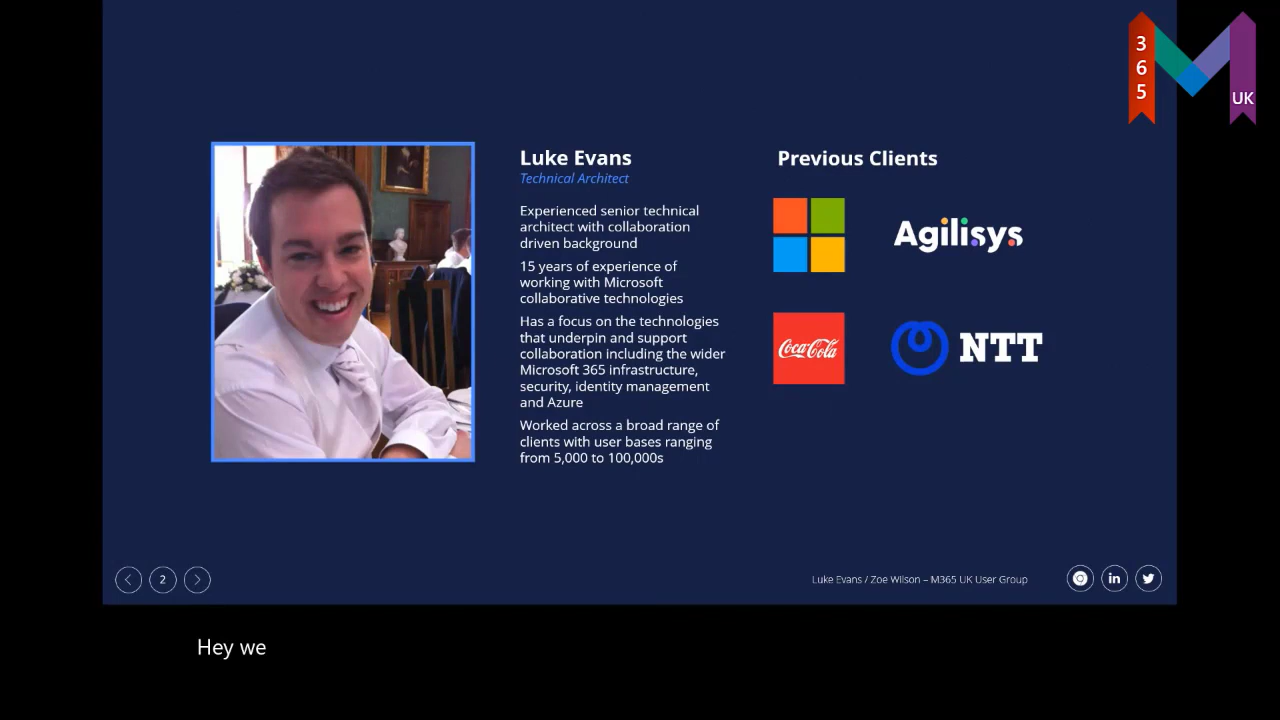 3
6
5
UK
Luke Evans
Technical Architect
Experienced senior technical
architect with collaboration
driven background
15 years of experience of
working with Microsoft
collaborative technologies
Has a focus on the technologies
that underpin and support
collaboration including the wider
Microsoft 365 infrastructure,
security, identity management
and Azure
Worked across a broad range of
clients with user bases ranging
from 5,000 to 100,000s
Previous Clients
Agilisys
Coca-Cola
NTT
2
Luke Evans / Zoe Wilson – M365 UK User Group
in
Hey we